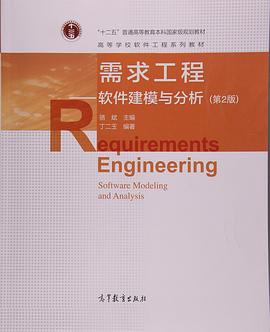 “十二五”普通高等教育本科国家级规划教材
高等学校软件工程系列教材
需求工程
软件建模与分析(第2版)
骆斌 主编
丁二玉 编著
Requirements
Engineering
Software Modeling
and Analysis
高等教育出版社